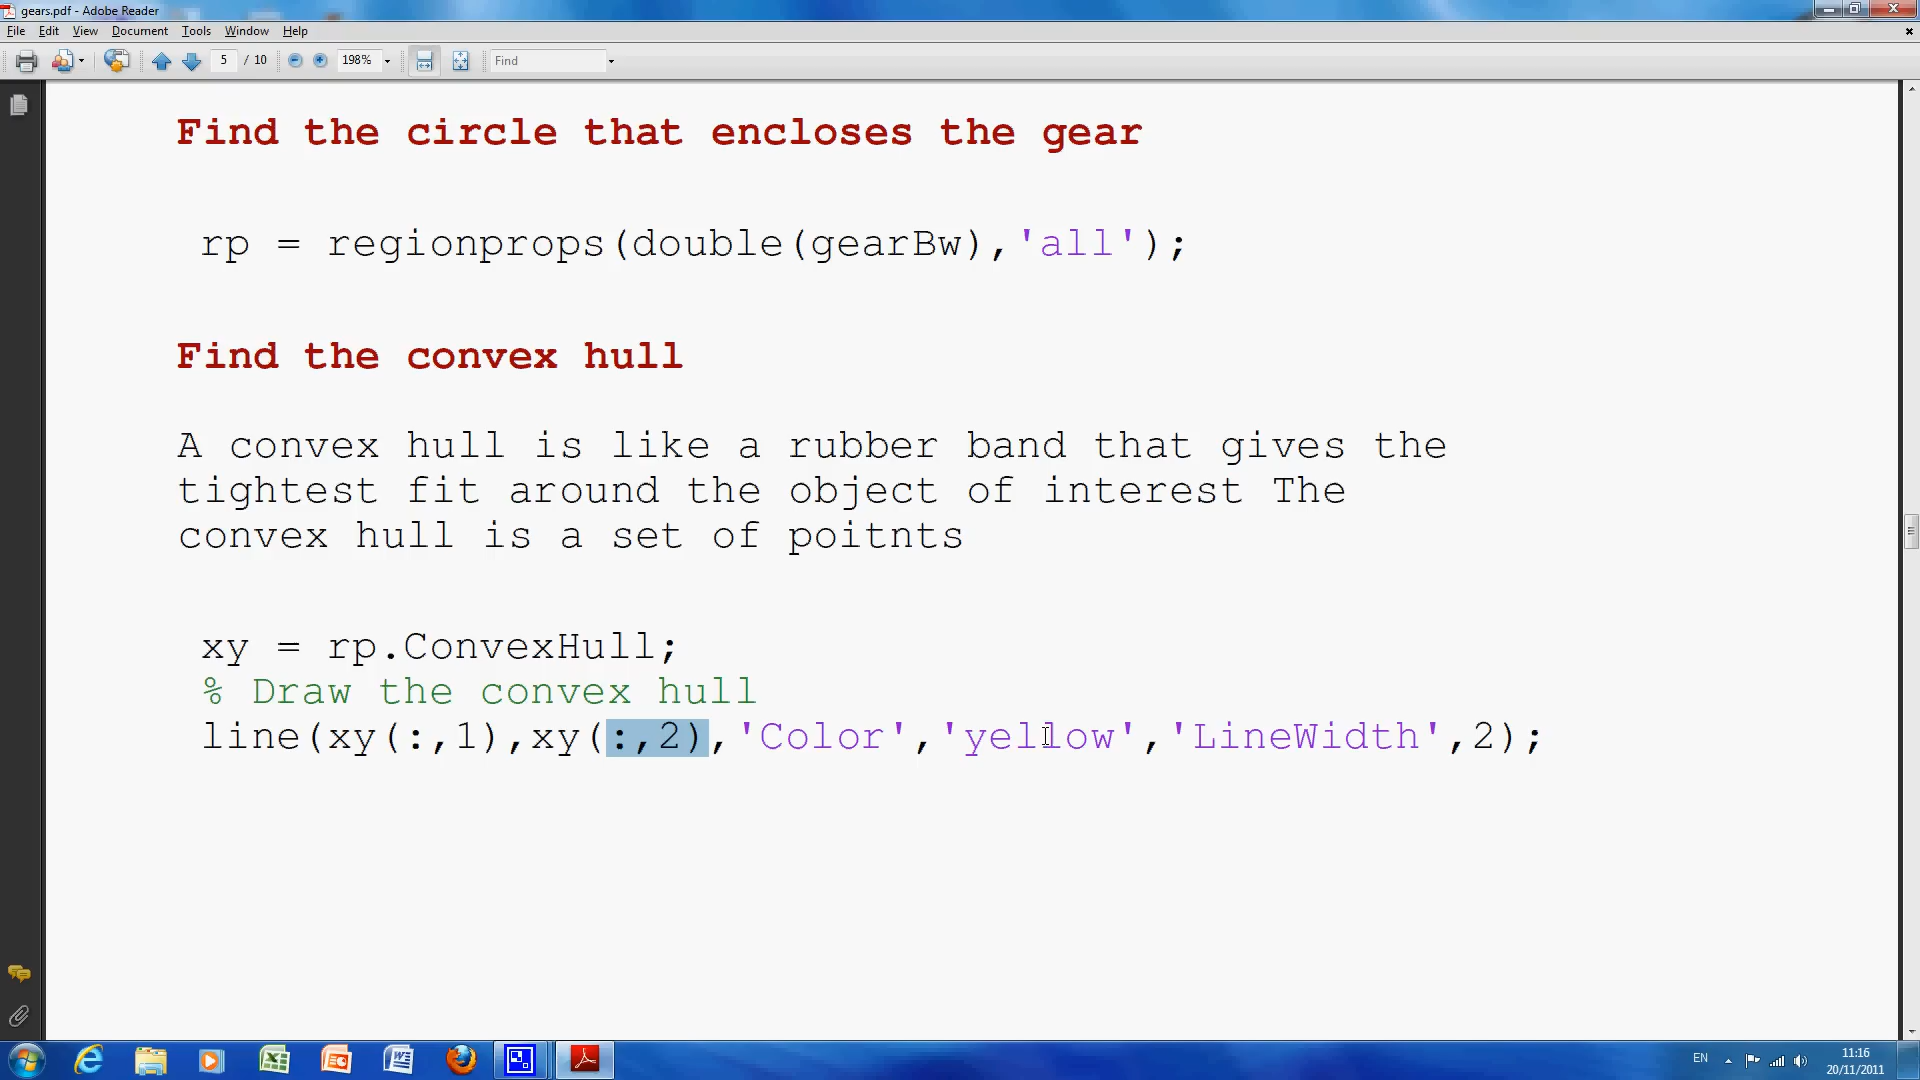 gears.pdf - Adobe Reader
File Edit View Document Tools Window Help
5 / 10 198% Find
Find the circle that encloses the gear
rp = regionprops(double(gearBw),'all');
Find the convex hull
A convex hull is like a rubber band that gives the
tightest fit around the object of interest The
convex hull is a set of poitnts
xy = rp.ConvexHull;
% Draw the convex hull
line(xy(:,1),xy(:,2),'Color','yellow','LineWidth',2);
EN 11:16
20/11/2011